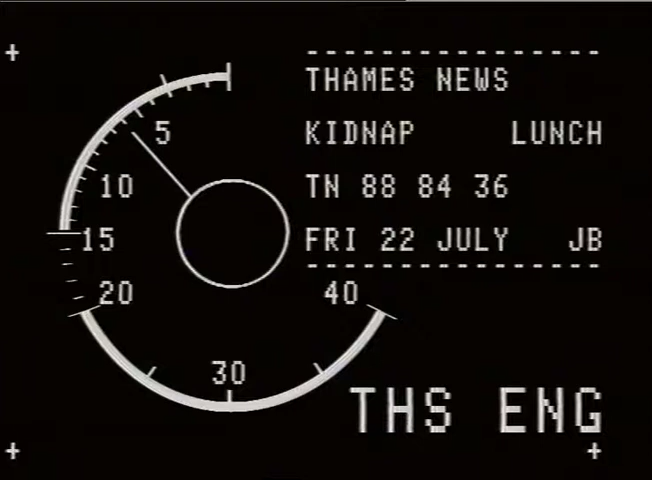 THAMES NEWS
KIDNAP LUNCH
TN 88 84 36
FRI 22 JULY JB
5
10
15
20
30
40
THS ENG